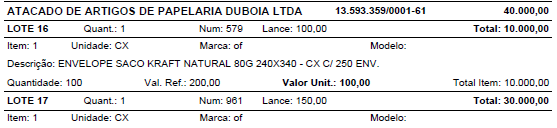 ATACADO DE ARTIGOS DE PAPELARIA DUBOIA LTDA 13.593.359/0001-61 40.000,00
LOTE 16 Quant.: 1 Num: 579 Lance: 100,00 Total: 10.000,00
Item: 1 Unidade: CX Marca: of Modelo:
Descrição: ENVELOPE SACO KRAFT NATURAL 80G 240X340 - CX C/ 250 ENV.
Quantidade: 100 Val. Ref.: 200,00 Valor Unit.: 100,00 Total Item: 10.000,00
LOTE 17 Quant.: 1 Num: 961 Lance: 150,00 Total: 30.000,00
Item: 1 Unidade: CX Marca: of Modelo: